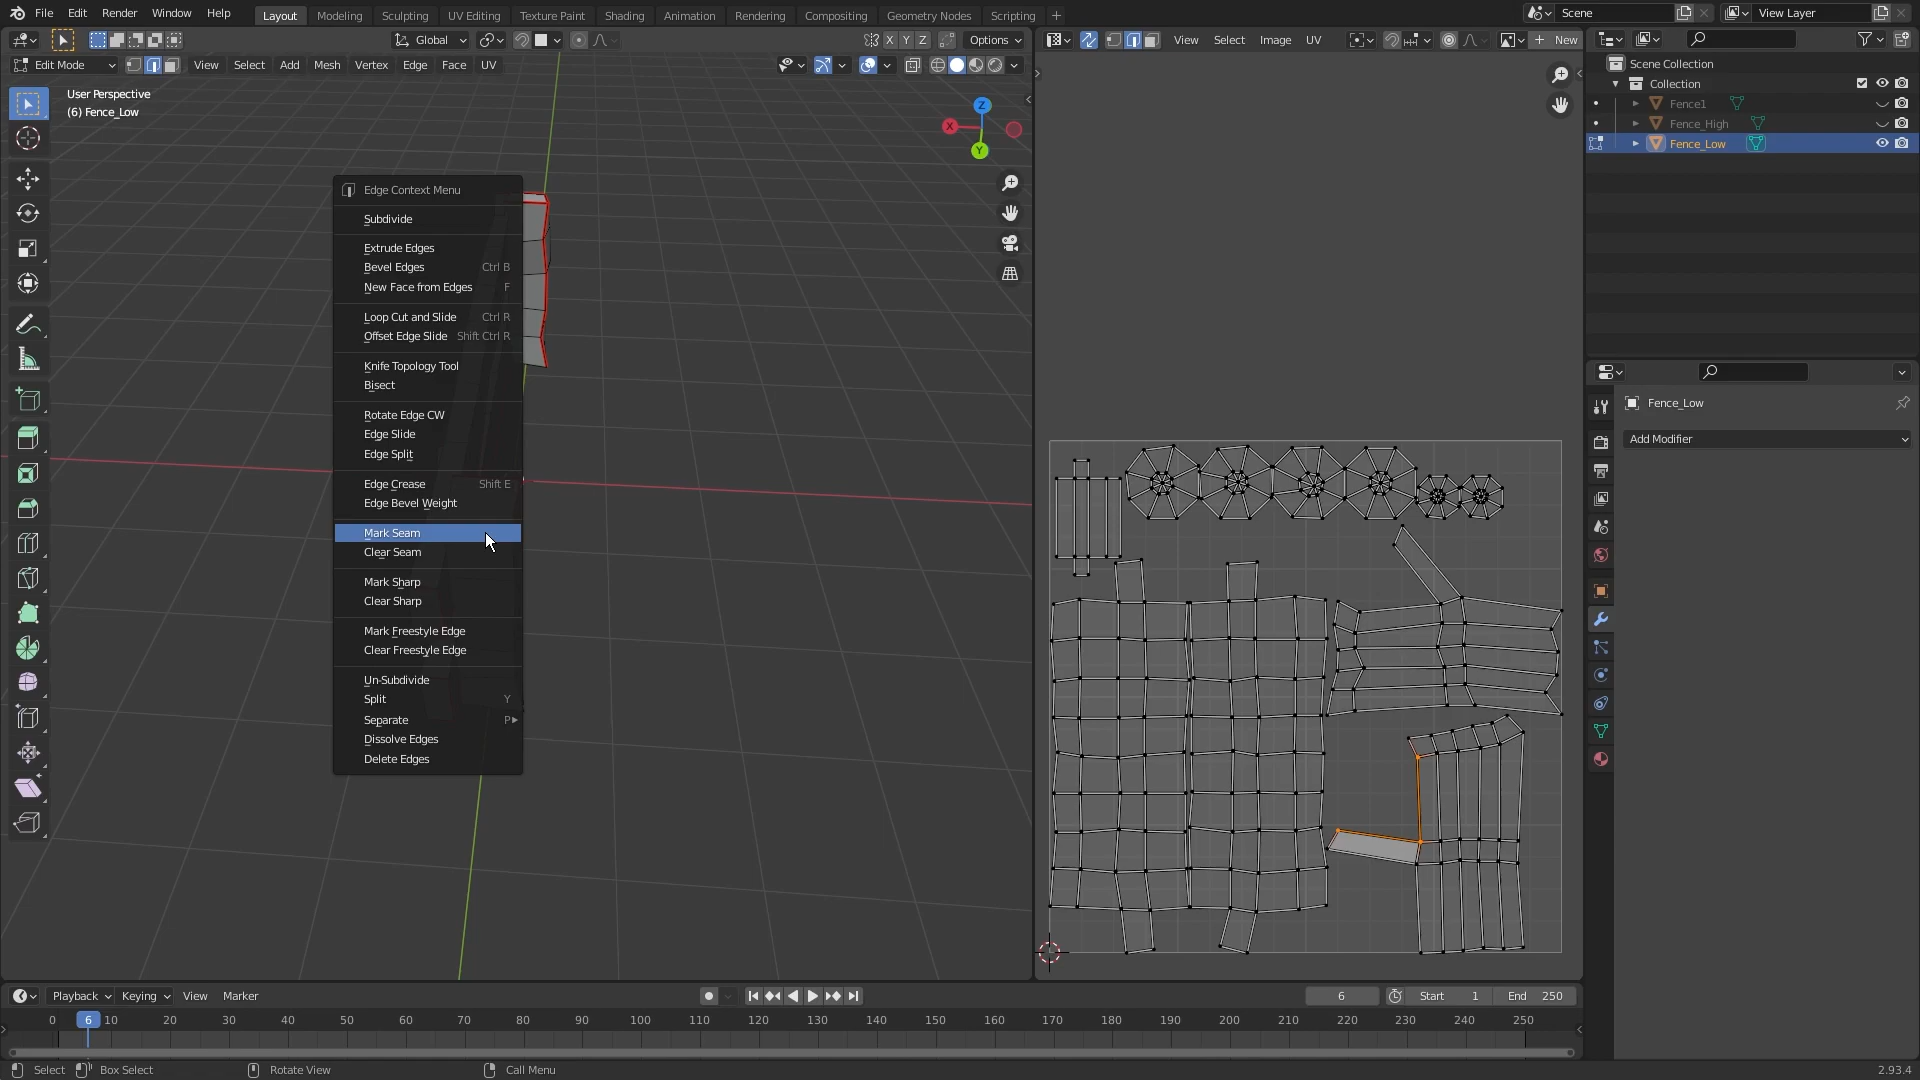 File Edit Render Window Help Layout Modeling Sculpting UV Editing Texture Paint Shading Animation Rendering Compositing Geometry Nodes Scripting + Scene View Layer
Global X Y Z Options View Select Image UV + New
Edit Mode View Select Add Mesh Vertex Edge Face UV
User Perspective
(6) Fence_Low
Z
X
Y
Edge Context Menu
Subdivide
Extrude Edges
Bevel Edges Ctrl B
New Face from Edges F
Loop Cut and Slide Ctrl R
Offset Edge Slide Shift Ctrl R
Knife Topology Tool
Bisect
Rotate Edge CW
Edge Slide
Edge Split
Edge Crease Shift E
Edge Bevel Weight
Mark Seam
Clear Seam
Mark Sharp
Clear Sharp
Mark Freestyle Edge
Clear Freestyle Edge
Un-Subdivide
Split Y
Separate P
Dissolve Edges
Delete Edges
Scene Collection
Collection
Fence1
Fence_High
Fence_Low
Fence_Low
Add Modifier
Playback Keying View Marker 6 Start 1 End 250
0 6 10 20 30 40 50 60 70 80 90 100 110 120 130 140 150 160 170 180 190 200 210 220 230 240 250
Select Box Select Rotate View Call Menu 2.93.4